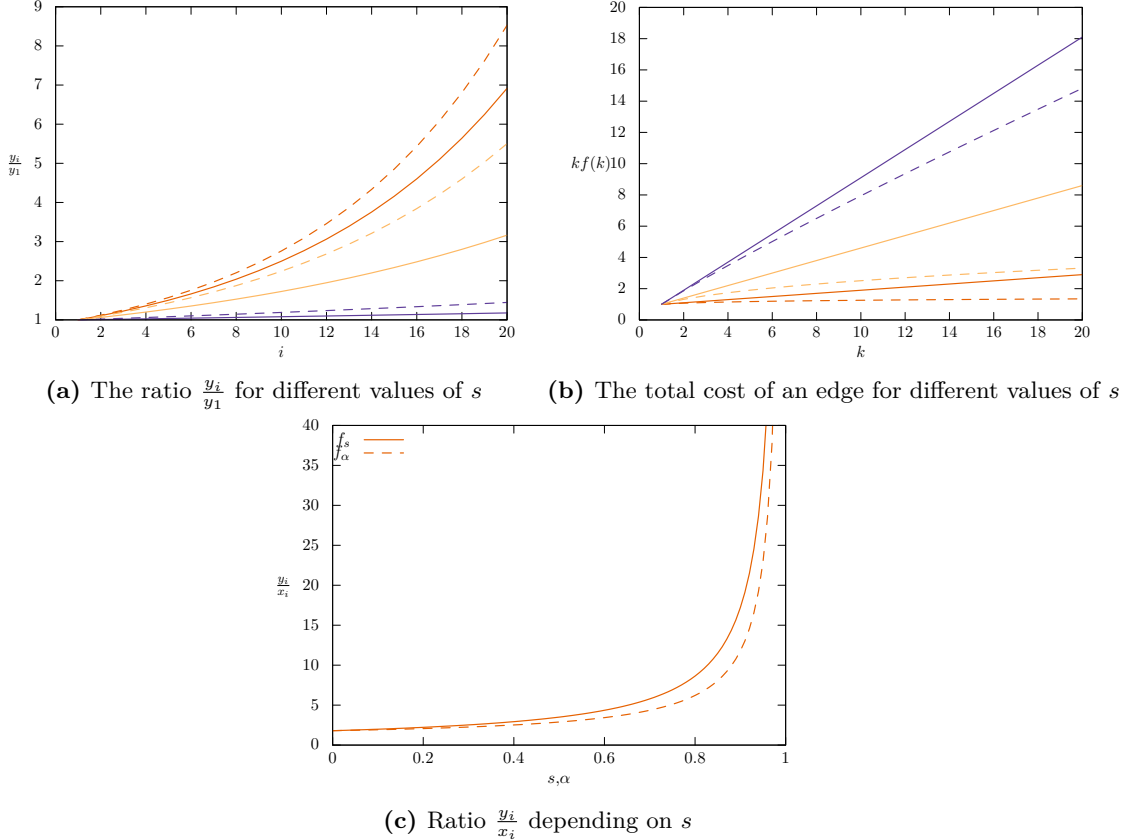 9
8
7
6
5
4
3
2
1
y_i/y_1
0 2 4 6 8 10 12 14 16 18 20
i
(a) The ratio y_i/y_1 for different values of s
20
18
16
14
12
kf(k)10
8
6
4
2
0
0 2 4 6 8 10 12 14 16 18 20
k
(b) The total cost of an edge for different values of s
40
35
30
25
20
15
10
5
0
f_s
f_α
y_i/x_i
0 0.2 0.4 0.6 0.8 1
s,α
(c) Ratio y_i/x_i depending on s